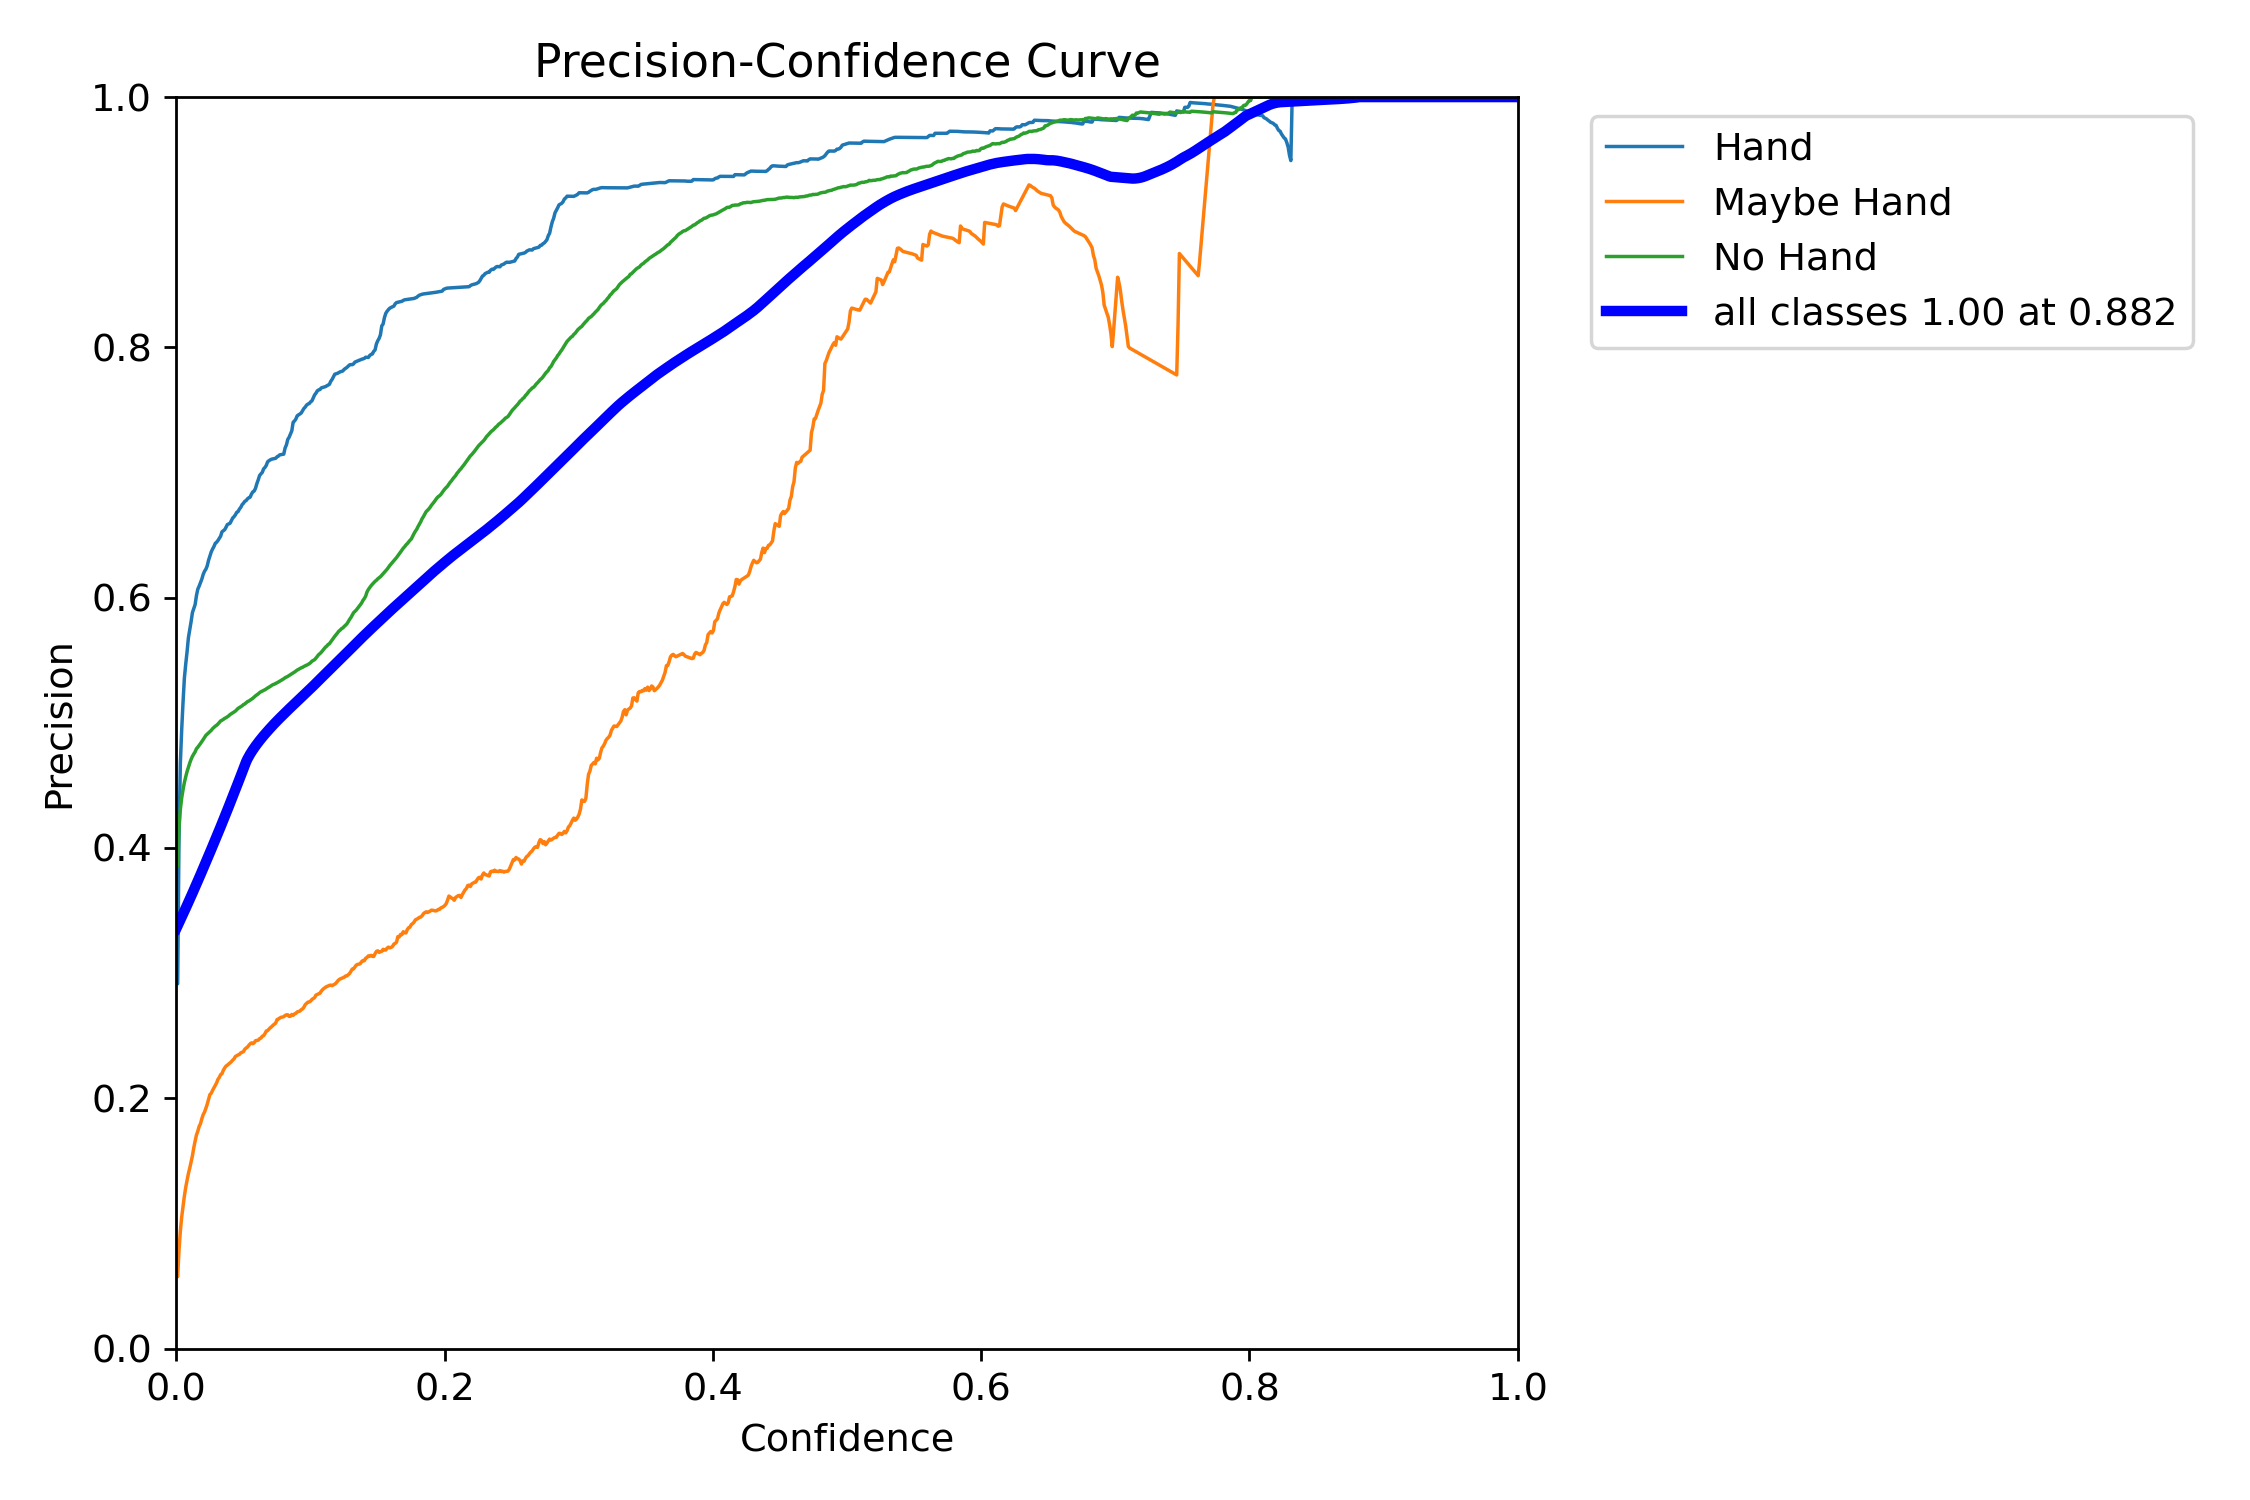 Precision-Confidence Curve
1.0
0.8
0.6
0.4
0.2
0.0
Precision
0.0 0.2 0.4 0.6 0.8 1.0
Confidence
Hand
Maybe Hand
No Hand
all classes 1.00 at 0.882